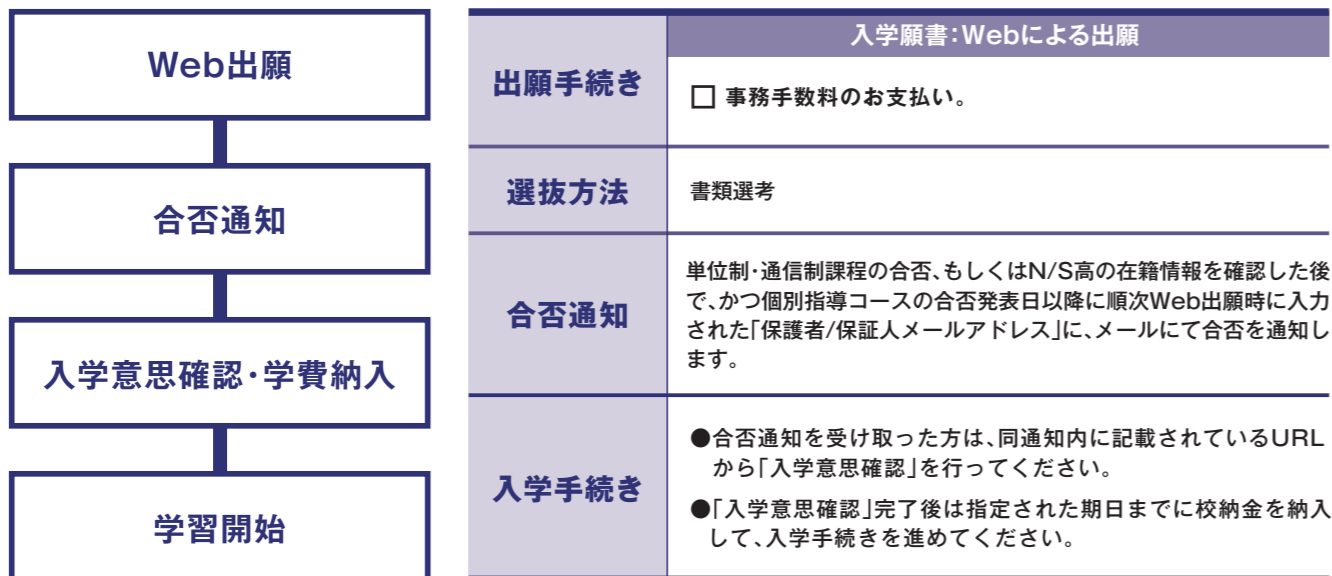 Web出願
合否通知
入学意思確認・学費納入
学習開始
出願手続き
入学願書:Webによる出願
□ 事務手数料のお支払い。
選抜方法
書類選考
合否通知
単位制・通信制課程の合否、もしくはN/S高の在籍情報を確認した後
で、かつ個別指導コースの合否発表日以降に順次Web出願時に入力
された「保護者/保証人メールアドレス」に、メールにて合否を通知し
ます。
入学手続き
●合否通知を受け取った方は、同通知内に記載されているURL
から「入学意思確認」を行ってください。
●「入学意思確認」完了後は指定された期日までに校納金を納入
して、入学手続きを進めてください。